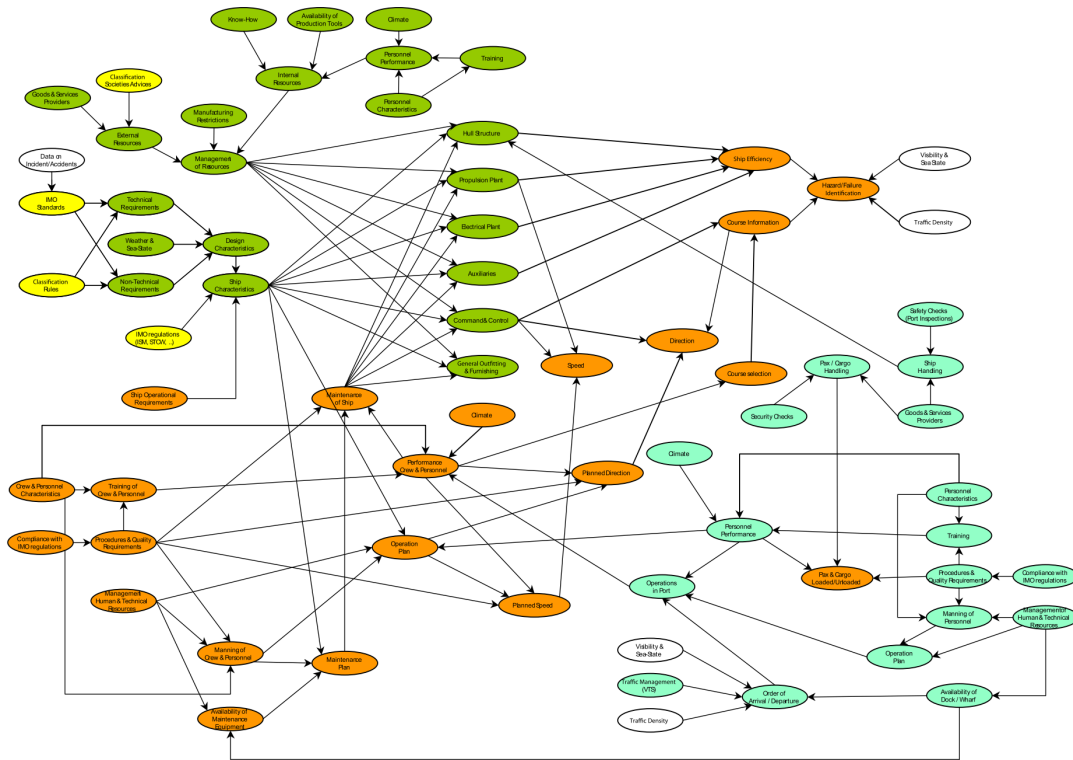 Know-How
Availability of
Production Tools
Climate
Personnel
Performance
Training
Internal
Resources
Personnel
Characteristics
Classification
Societies Advices
Goods & Services
Providers
Manufacturing
Restrictions
External
Resources
Management
of Resources
Data on
Incident/Accidents
IMO
Standards
Technical
Requirements
Weather &
Sea-State
Design
Characteristics
Classification
Rules
Non-Technical
Requirements
Ship
Characteristics
IMO regulations
(ISM, STCW, ...)
Ship Operational
Requirements
Hull Structure
Propulsion Plant
Electrical Plant
Auxiliaries
Command & Control
General Outfitting
& Furnishing
Ship Efficiency
Hazard/ Failure
Identification
Visibility &
Sea State
Traffic Density
Course Information
Direction
Speed
Course selection
Safety Checks
(Port Inspections)
Pax / Cargo
Handling
Ship
Handling
Security Checks
Goods & Services
Providers
Maintenance
of Ship
Climate
Performance
Crew & Personnel
Planned Direction
Climate
Crew & Personnel
Characteristics
Training of
Crew & Personnel
Compliance with
IMO regulations
Procedures & Quality
Requirements
Operation
Plan
Management
Human & Technical
Resources
Planned Speed
Manning of
Crew & Personnel
Maintenance
Plan
Availability of
Maintenance
Equipment
Personnel
Characteristics
Personnel
Performance
Training
Pax & Cargo
Loaded/Unloaded
Procedures &
Quality Requirements
Compliance with
IMO regulations
Operations
in Port
Manning of
Personnel
Management of
Human & Technical
Resources
Operation
Plan
Visibility &
Sea-State
Traffic Management
(VTS)
Traffic Density
Order of
Arrival / Departure
Availability of
Dock / Wharf